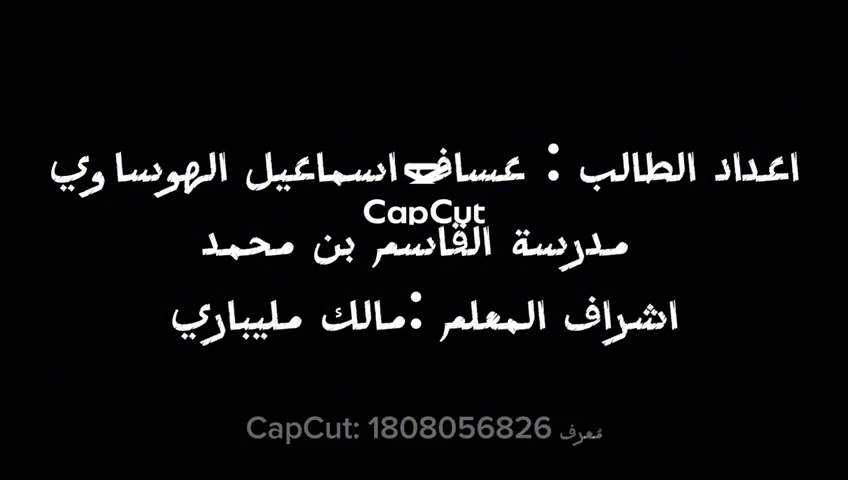 اعداد الطالب : عساف اسماعيل الهوساوي
CapCut
مدرسة القاسم بن محمد
اشراف المعلم :مالك مليباري
CapCut: 1808056826 مُعرف